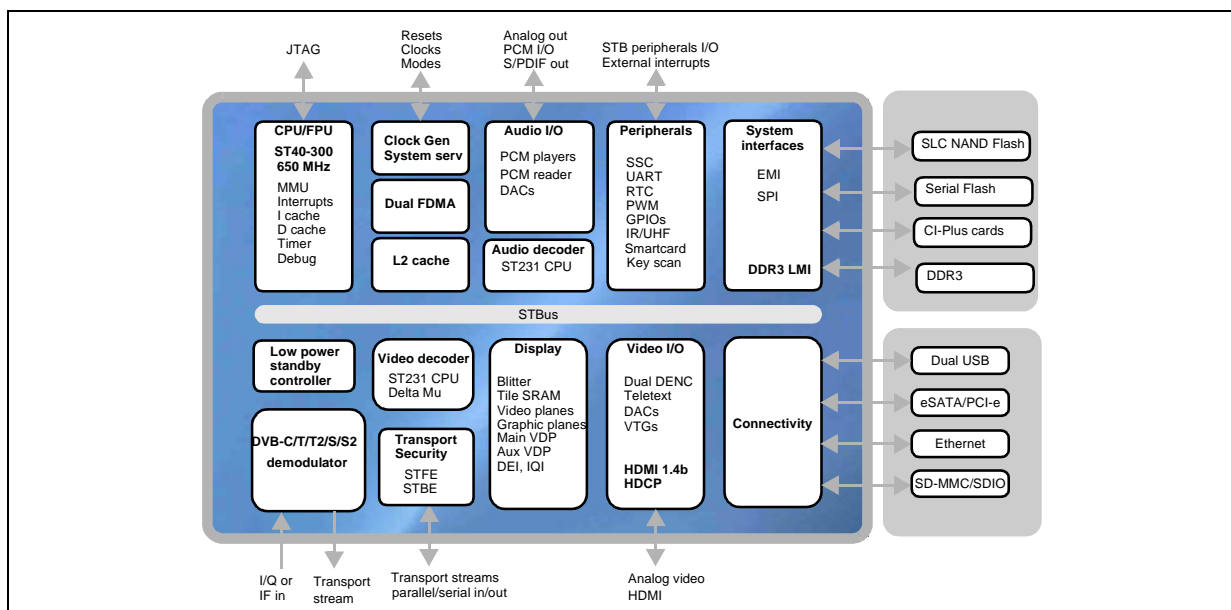 JTAG
Resets
Clocks
Modes
Analog out
PCM I/O
S/PDIF out
STB peripherals I/O
External interrupts
CPU/FPU
ST40-300
650 MHz
MMU
Interrupts
I cache
D cache
Timer
Debug
Clock Gen
System serv
Dual FDMA
L2 cache
Audio I/O
PCM players
PCM reader
DACs
Audio decoder
ST231 CPU
Peripherals
SSC
UART
RTC
PWM
GPIOs
IR/UHF
Smartcard
Key scan
System
interfaces
EMI
SPI
DDR3 LMI
SLC NAND Flash
Serial Flash
CI-Plus cards
DDR3
STBus
Low power
standby
controller
DVB-C/T/T2/S/S2
demodulator
Video decoder
ST231 CPU
Delta Mu
Transport
Security
STFE
STBE
Display
Blitter
Tile SRAM
Video planes
Graphic planes
Main VDP
Aux VDP
DEI, IQI
Video I/O
Dual DENC
Teletext
DACs
VTGs
HDMI 1.4b
HDCP
Connectivity
Dual USB
eSATA/PCI-e
Ethernet
SD-MMC/SDIO
I/Q or
IF in
Transport
stream
Transport streams
parallel/serial in/out
Analog video
HDMI